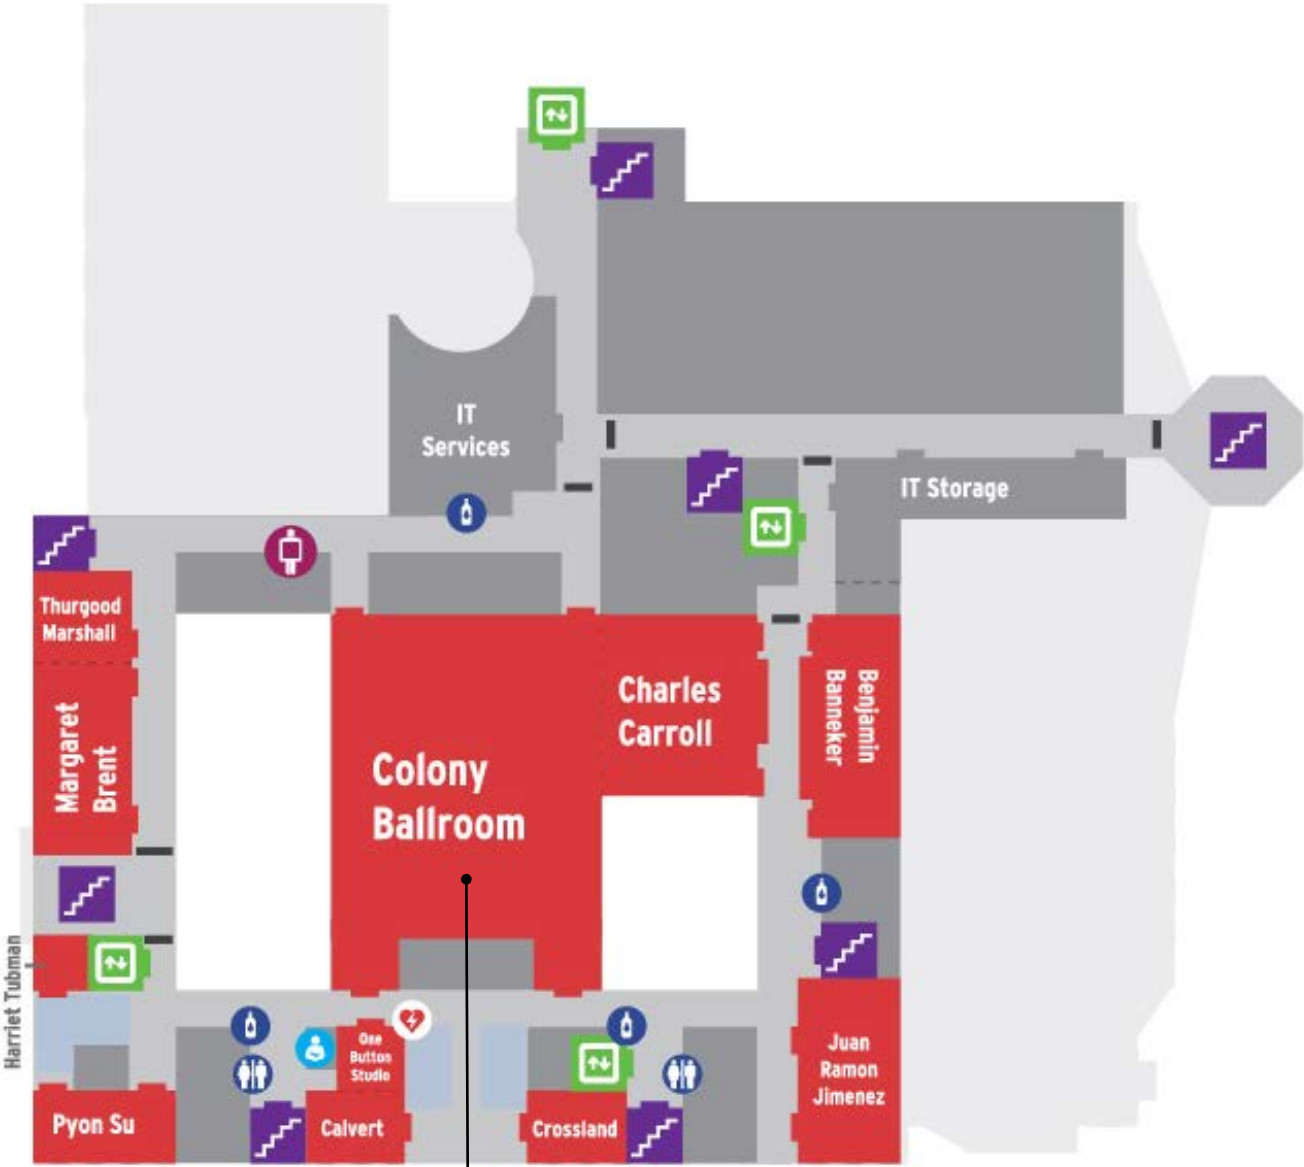 IT
Services
IT Storage
Thurgood
Marshall
Margaret
Brent
Charles
Carroll
Benjamin
Banneker
Colony
Ballroom
Harriet Tubman
One
Button
Studio
Juan
Ramon
Jimenez
Pyon Su
Calvert
Crossland